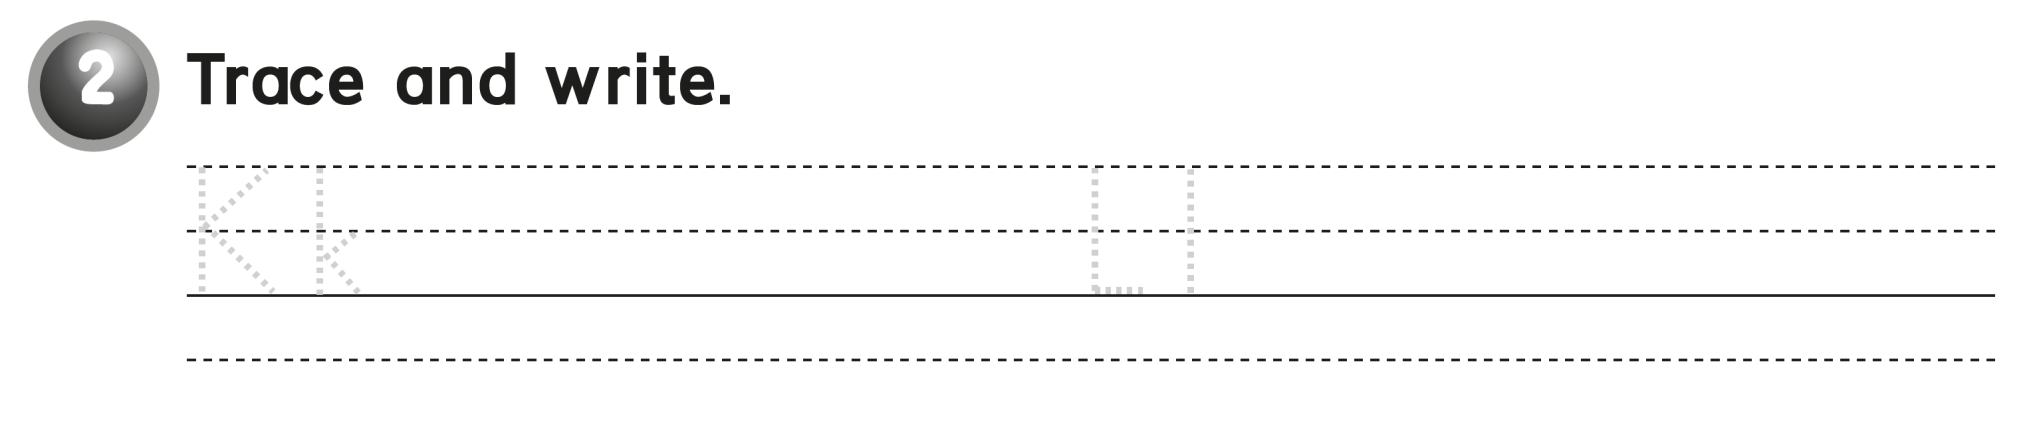 2 Trace and write.
Kk Ll